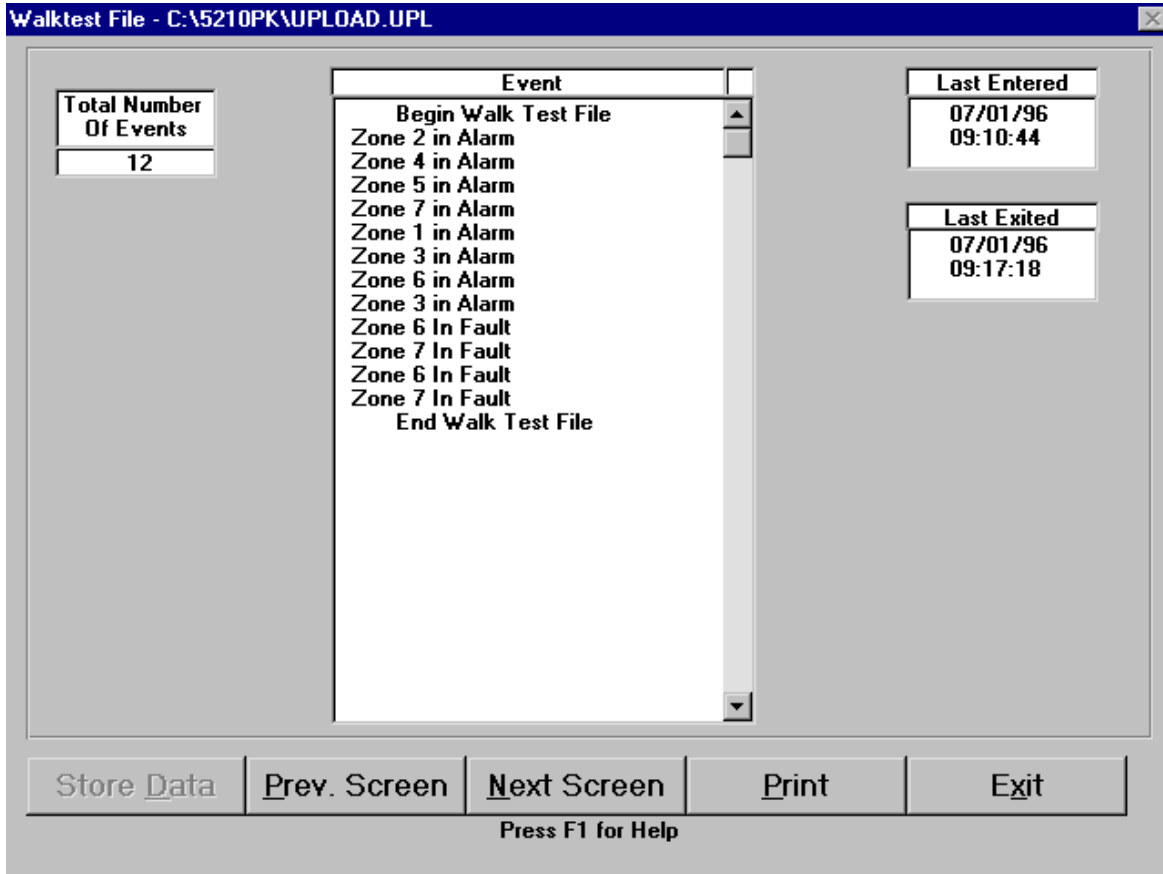 Walktest File - C:\5210PK\UPLOAD.UPL
Total Number
Of Events
12
Event
Begin Walk Test File
Zone 2 in Alarm
Zone 4 in Alarm
Zone 5 in Alarm
Zone 7 in Alarm
Zone 1 in Alarm
Zone 3 in Alarm
Zone 6 in Alarm
Zone 3 in Alarm
Zone 6 In Fault
Zone 7 In Fault
Zone 6 In Fault
Zone 7 In Fault
End Walk Test File
Last Entered
07/01/96
09:10:44
Last Exited
07/01/96
09:17:18
Store Data
Prev. Screen
Next Screen
Print
Exit
Press F1 for Help